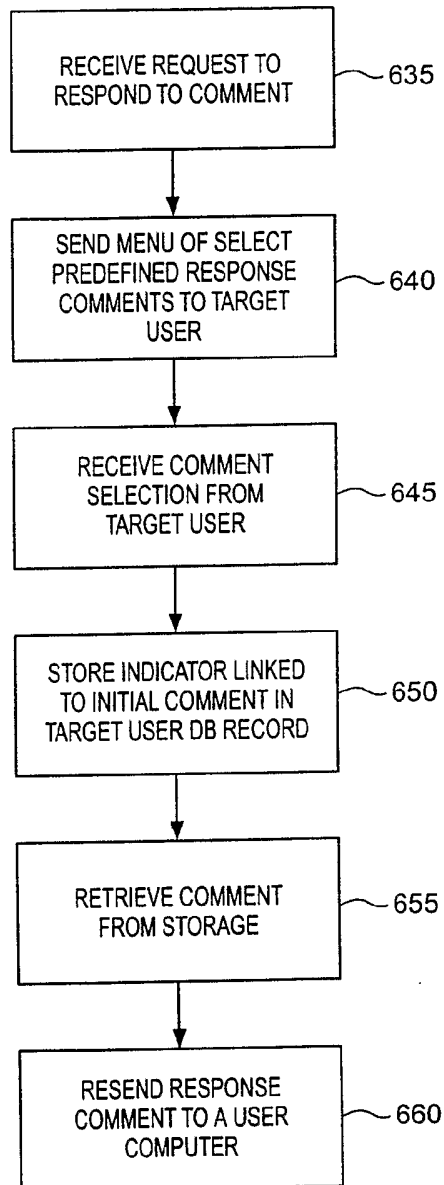 RECEIVE REQUEST TO
RESPOND TO COMMENT
635
SEND MENU OF SELECT
PREDEFINED RESPONSE
COMMENTS TO TARGET
USER
640
RECEIVE COMMENT
SELECTION FROM
TARGET USER
645
STORE INDICATOR LINKED
TO INITIAL COMMENT IN
TARGET USER DB RECORD
650
RETRIEVE COMMENT
FROM STORAGE
655
RESEND RESPONSE
COMMENT TO A USER
COMPUTER
660